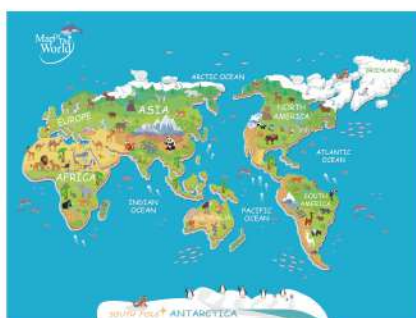 Map of The
World
ARCTIC OCEAN
GREENLAND
EUROPE
ASIA
NORTH
AMERICA
ATLANTIC
OCEAN
AFRICA
INDIAN
OCEAN
AUSTRALIA
PACIFIC
OCEAN
SOUTH
AMERICA
SOUTH POLE+ ANTARCTICA